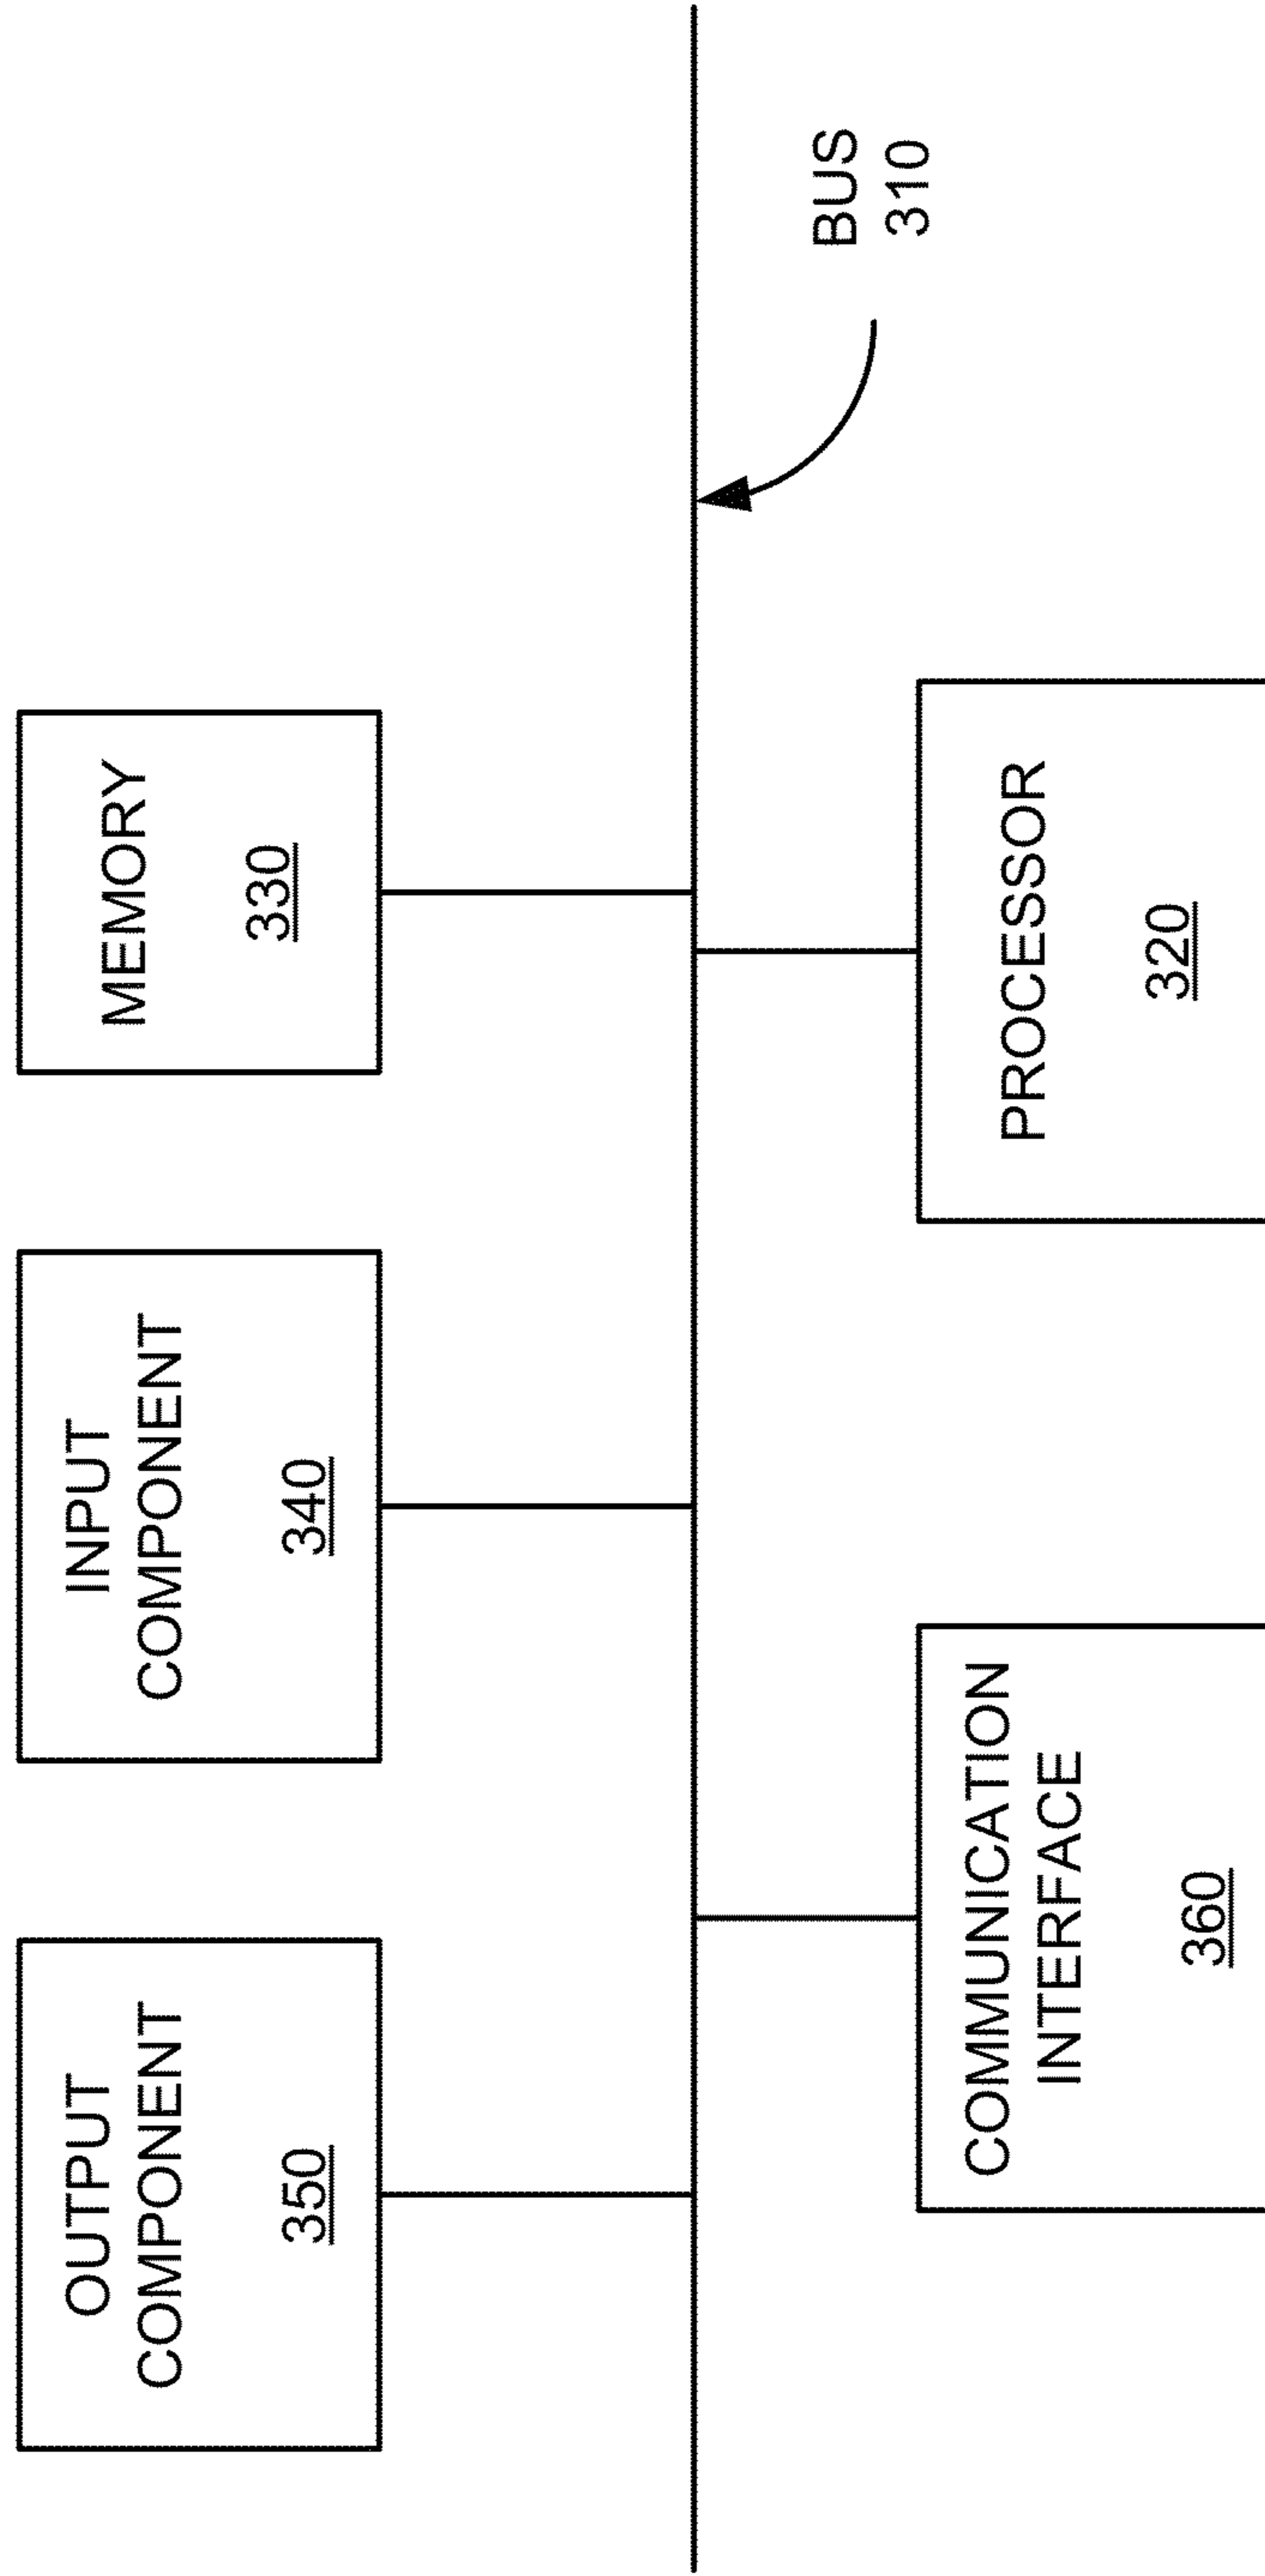 OUTPUT
COMPONENT
350
INPUT
COMPONENT
340
MEMORY
330
BUS
310
COMMUNICATION
INTERFACE
360
PROCESSOR
320